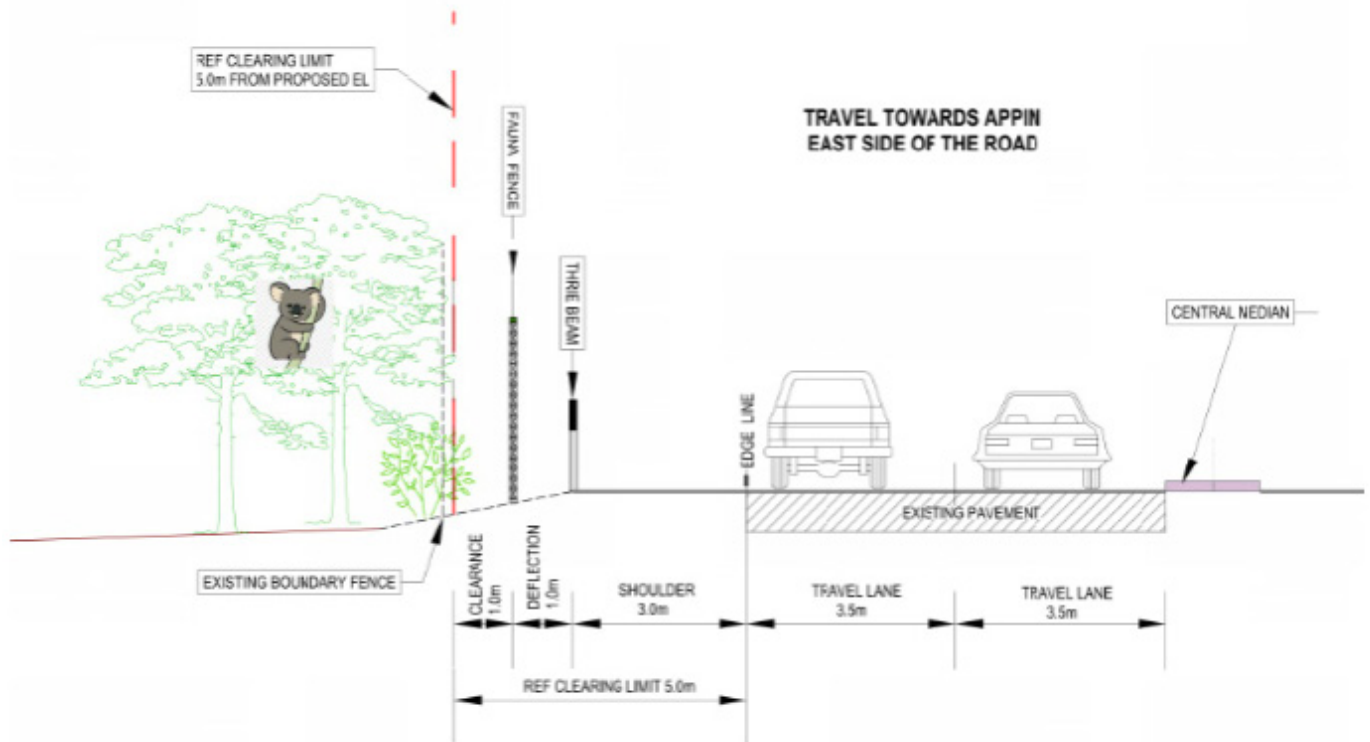 REF CLEARING LIMIT
5.0m FROM PROPOSED EL
FAUNA FENCE
TRAVEL TOWARDS APPIN
EAST SIDE OF THE ROAD
THRIE BEAM
CENTRAL NEDIAN
EDGE LINE
EXISTING PAVEMENT
EXISTING BOUNDARY FENCE
CLEARANCE
1.0m
DEFLECTION
1.0m
SHOULDER
3.0m
TRAVEL LANE
3.5m
TRAVEL LANE
3.5m
REF CLEARING LIMIT 5.0m